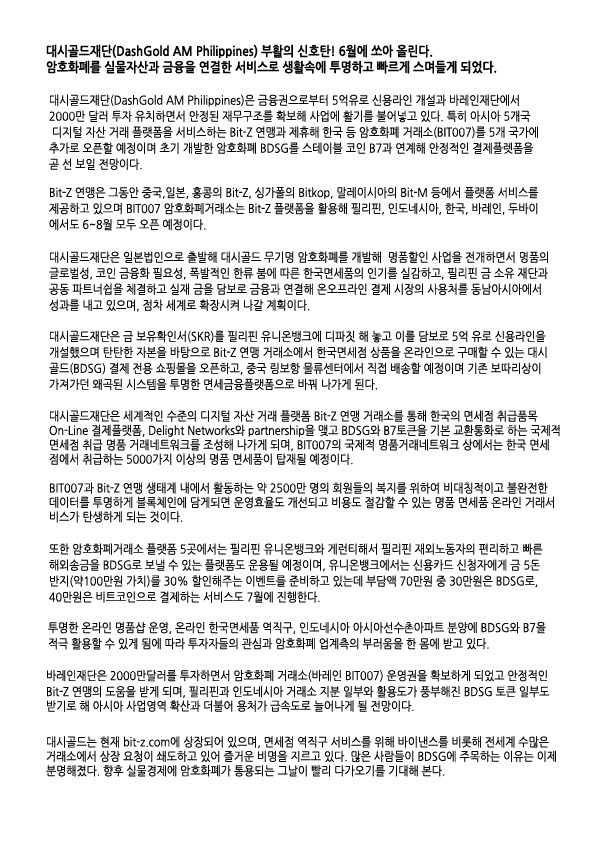 대시골드재단(DashGold AM Philippines) 부활의 신호탄! 6월에 쏘아 올린다.
암호화폐를 실물자산과 금융을 연결한 서비스로 생활속에 투명하고 빠르게 스며들게 되었다.
대시골드재단(DashGold AM Philippines)은 금융권으로부터 5억유로 신용라인 개설과 바레인재단에서
2000만 달러 투자 유치하면서 안정된 재무구조를 확보해 사업에 활기를 불어넣고 있다. 특히 아시아 5개국
디지털 자산 거래 플랫폼을 서비스하는 Bit-Z 연맹과 제휴해 한국 등 암호화폐 거래소(BIT007)를 5개 국가에
추가로 오픈할 예정이며 초기 개발한 암호화폐 BDSG를 스테이블 코인 B7과 연계해 안정적인 결제플렛폼을
곧 선 보일 전망이다.
Bit-Z 연맹은 그동안 중국,일본, 홍콩의 Bit-Z, 싱가폴의 Bitkop, 말레이시아의 Bit-M 등에서 플랫폼 서비스를
제공하고 있으며 BIT007 암호화폐거래소는 Bit-Z 플랫폼을 활용해 필리핀, 인도네시아, 한국, 바레인, 두바이
에서도 6~8월 모두 오픈 예정이다.
대시골드재단은 일본법인으로 출발해 대시골드 무기명 암호화폐를 개발해  명품할인 사업을 전개하면서 명품의
글로벌성, 코인 금융화 필요성, 폭발적인 한류 붐에 따른 한국면세품의 인기를 실감하고, 필리핀 금 소유 재단과
공동 파트너쉽을 체결하고 실재 금을 담보로 금융과 연결해 온오프라인 결제 시장의 사용처를 동남아시아에서
성과를 내고 있으며, 점차 세계로 확장시켜 나갈 계획이다.
대시골드재단은 금 보유확인서(SKR)를 필리핀 유니온뱅크에 디파짓 해 놓고 이를 담보로 5억 유로 신용라인을
개설했으며 탄탄한 자본을 바탕으로 Bit-Z 연맹 거래소에서 한국면세점 상품을 온라인으로 구매할 수 있는 대시
골드(BDSG) 결제 전용 쇼핑몰을 오픈하고, 중국 링보항 물류센터에서 직접 배송할 예정이며 기존 보따리상이
가져가던 왜곡된 시스템을 투명한 면세금융플랫폼으로 바꿔 나가게 된다.
대시골드재단은 세계적인 수준의 디지털 자산 거래 플랫폼 Bit-Z 연맹 거래소를 통해 한국의 면세점 취급품목
On-Line 결제플랫폼, Delight Networks와 partnership을 맺고 BDSG와 B7토큰을 기본 교환통화로 하는 국제적
면세점 취급 명품 거래네트워크를 조성해 나가게 되며, BIT007의 국제적 명품거래네트워크 상에서는 한국 면세
점에서 취급하는 5000가지 이상의 명품 면세품이 탑재될 예정이다.
BIT007과 Bit-Z 연맹 생태계 내에서 활동하는 약 2500만 명의 회원들의 복지를 위하여 비대칭적이고 불완전한
데이터를 투명하게 블록체인에 담게되면 운영효율도 개선되고 비용도 절감할 수 있는 명품 면세품 온라인 거래서
비스가 탄생하게 되는 것이다.
또한 암호화폐거래소 플랫폼 5곳에서는 필리핀 유니온뱅크와 게런티해서 필리핀 재외노동자의 편리하고 빠른
해외송금을 BDSG로 보낼 수 있는 플랫폼도 운용될 예정이며, 유니온뱅크에서는 신용카드 신청자에게 금 5돈
반지(약100만원 가치)를 30% 할인해주는 이벤트를 준비하고 있는데 부담액 70만원 중 30만원은 BDSG로,
40만원은 비트코인으로 결제하는 서비스도 7월에 진행한다.
투명한 온라인 명품샵 운영, 온라인 한국면세품 역직구, 인도네시아 아시아선수촌아파트 분양에 BDSG와 B7을
적극 활용할 수 있게 됨에 따라 투자자들의 관심과 암호화폐 업계측의 부러움을 한 몸에 받고 있다.
바레인재단은 2000만달러를 투자하면서 암호화폐 거래소(바레인 BIT007) 운영권을 확보하게 되었고 안정적인
Bit-Z 연맹의 도움을 받게 되며, 필리핀과 인도네시아 거래소 지분 일부와 활용도가 풍부해진 BDSG 토큰 일부도
받기로 해 아시아 사업영역 확산과 더불어 용처가 급속도로 늘어나게 될 전망이다.
대시골드는 현재 bit-z.com에 상장되어 있으며, 면세점 역직구 서비스를 위해 바이낸스를 비롯해 전세계 수많은
거래소에서 상장 요청이 쇄도하고 있어 즐거운 비명을 지르고 있다. 많은 사람들이 BDSG에 주목하는 이유는 이제
분명해졌다. 향후 실물경제에 암호화폐가 통용되는 그날이 빨리 다가오기를 기대해 본다.